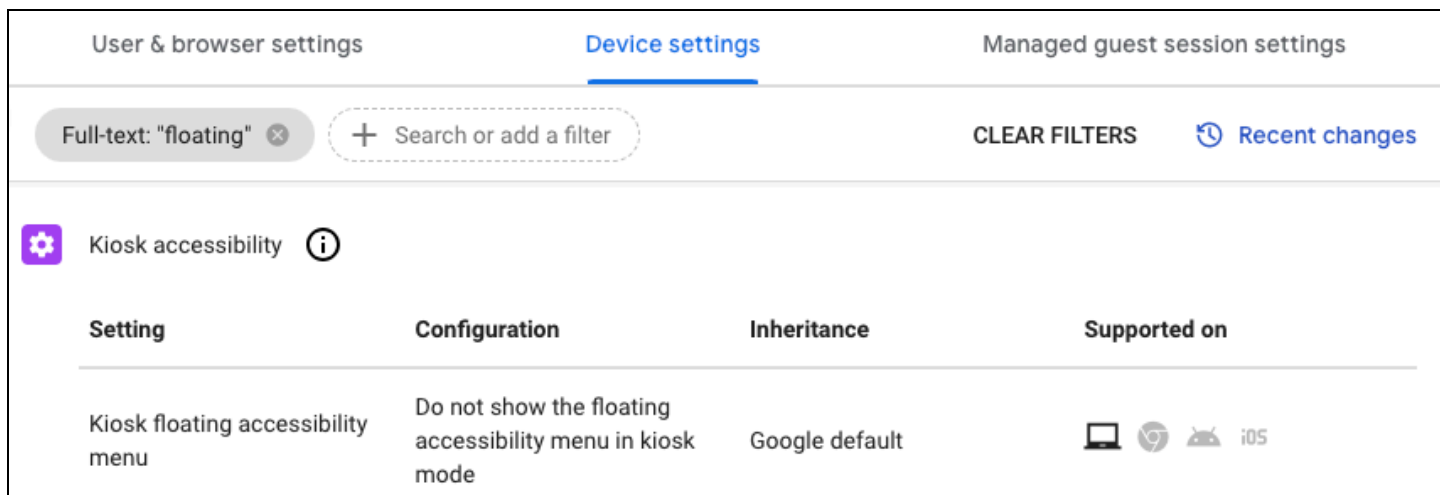 User & browser settings
Device settings
Managed guest session settings
Full-text: "floating"
Search or add a filter
CLEAR FILTERS
Recent changes
Kiosk accessibility
Setting
Configuration
Inheritance
Supported on
Kiosk floating accessibility
menu
Do not show the floating
accessibility menu in kiosk
mode
Google default
iOS